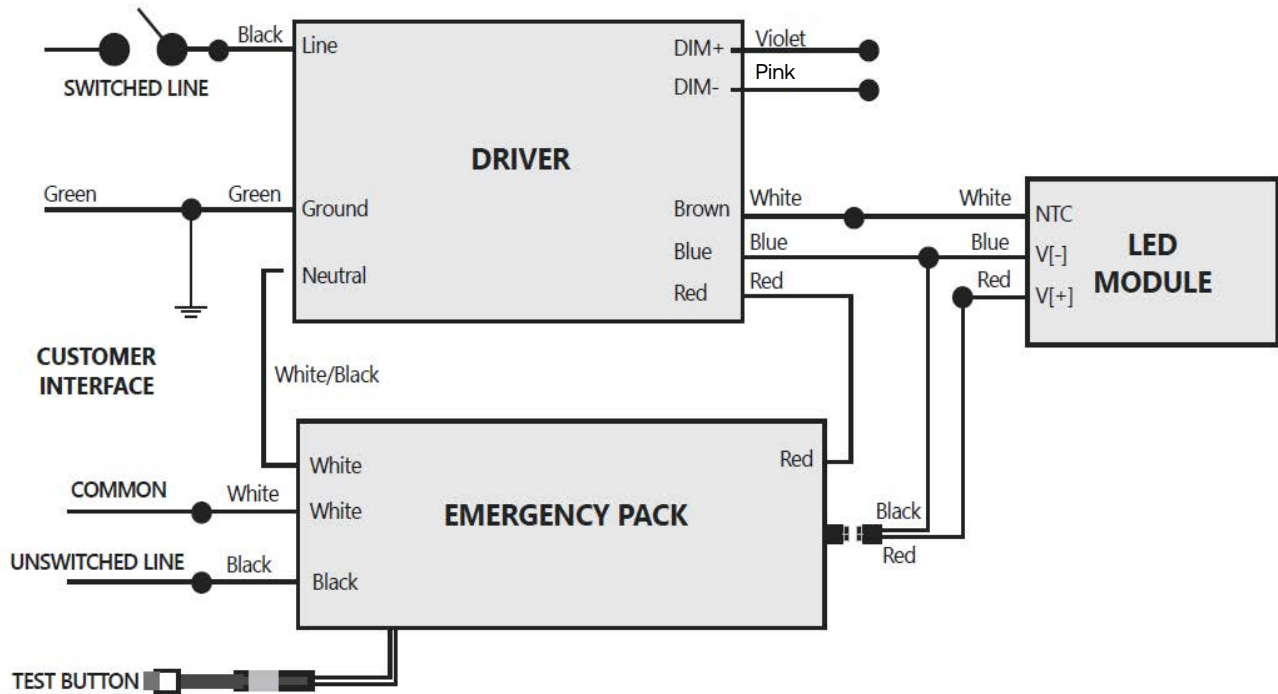 Black
Line
SWITCHED LINE
DIM+
Violet
DIM-
Pink
DRIVER
Green
Green
Ground
Neutral
Brown
White
White
NTC
Blue
Blue
Blue
V[-]
Red
Red
Red
V[+]
LED
MODULE
CUSTOMER
INTERFACE
White/Black
White
Red
COMMON
White
White
EMERGENCY PACK
Black
Red
UNSWITCHED LINE
Black
Black
TEST BUTTON